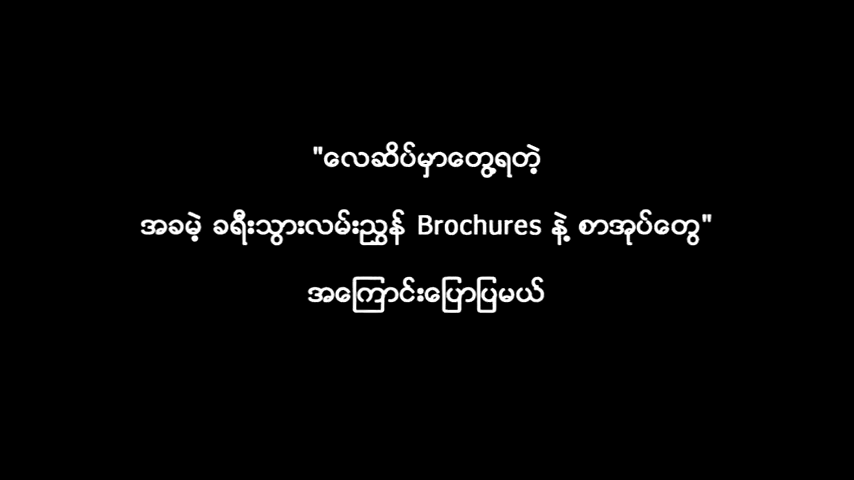 "လေဆိပ်မှာတွေ့ရတဲ့
အခမဲ့ ခရီးသွားလမ်းညွှန် Brochures နဲ့ စာအုပ်တွေ"
အကြောင်းပြောပြမယ်